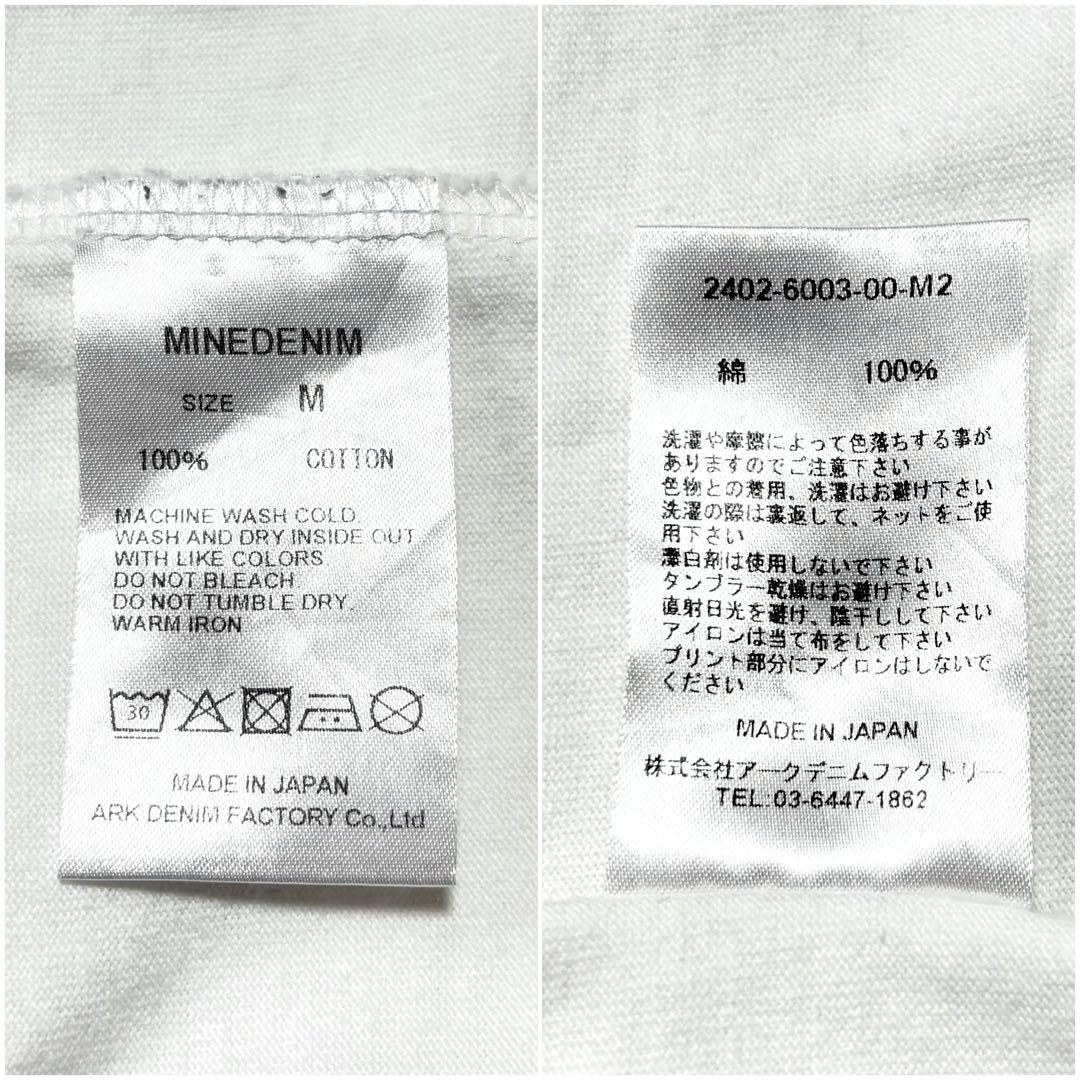 MINEDENIM
SIZE M
100% COTTON
MACHINE WASH COLD
WASH AND DRY INSIDE OUT
WITH LIKE COLORS
DO NOT BLEACH
DO NOT TUMBLE DRY.
WARM IRON
30
MADE IN JAPAN
ARK DENIM FACTORY Co.,Ltd
2402-6003-00-M2
綿 100%
洗濯や摩擦によって色落ちする事が
ありますのでご注意下さい
色物との着用、洗濯はお避け下さい
洗濯の際は裏返して、ネットをご使
用下さい
漂白剤は使用しないで下さい
タンブラー乾燥はお避け下さい
直射日光を避け、陰干しして下さい
アイロンは当て布をして下さい
プリント部分にアイロンはしないで
ください
MADE IN JAPAN
株式会社アークデニムファクトリー
TEL:03-6447-1862